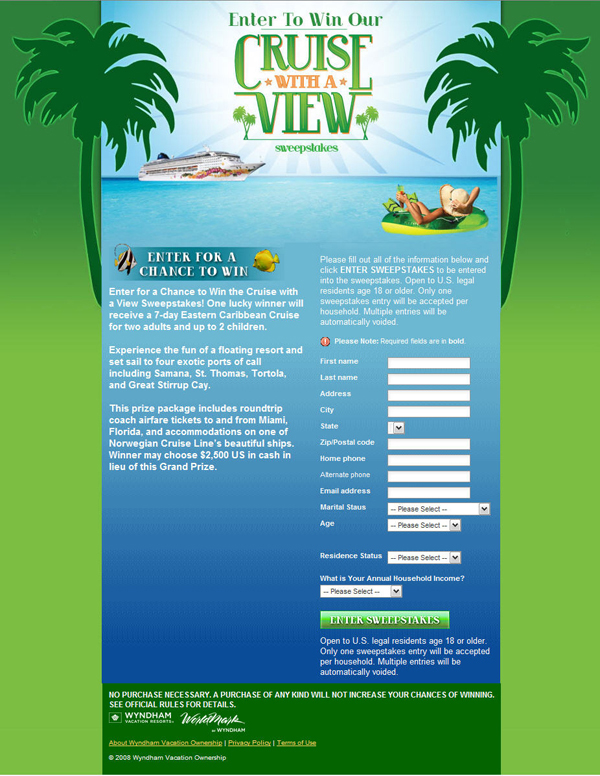 Enter To Win Our
CRUISE
WITH A
VIEW
sweepstakes
ENTER FOR A
CHANCE TO WIN
Enter for a Chance to Win the Cruise with
a View Sweepstakes! One lucky winner will
receive a 7-day Eastern Caribbean Cruise
for two adults and up to 2 children.
Experience the fun of a floating resort and
set sail to four exotic ports of call
including Samana, St. Thomas, Tortola,
and Great Stirrup Cay.
This prize package includes roundtrip
coach airfare tickets to and from Miami,
Florida, and accommodations on one of
Norwegian Cruise Line's beautiful ships.
Winner may choose $2,500 US in cash in
lieu of this Grand Prize.
Please fill out all of the information below and
click ENTER SWEEPSTAKES to be entered
into the sweepstakes. Open to U.S. legal
residents age 18 or older. Only one
sweepstakes entry will be accepted per
household. Multiple entries will be
automatically voided.
Please Note: Required fields are in bold.
First name
Last name
Address
City
State
Zip/Postal code
Home phone
Alternate phone
Email address
Marital Staus -- Please Select --
Age -- Please Select --
Residence Status -- Please Select --
What is Your Annual Household Income?
-- Please Select --
ENTER SWEEPSTAKES
Open to U.S. legal residents age 18 or older.
Only one sweepstakes entry will be accepted
per household. Multiple entries will be
automatically voided.
NO PURCHASE NECESSARY. A PURCHASE OF ANY KIND WILL NOT INCREASE YOUR CHANCES OF WINNING.
SEE OFFICIAL RULES FOR DETAILS.
WYNDHAM
VACATION RESORTS
WorldMark
BY WYNDHAM
About Wyndham Vacation Ownership | Privacy Policy | Terms of Use
© 2008 Wyndham Vacation Ownership